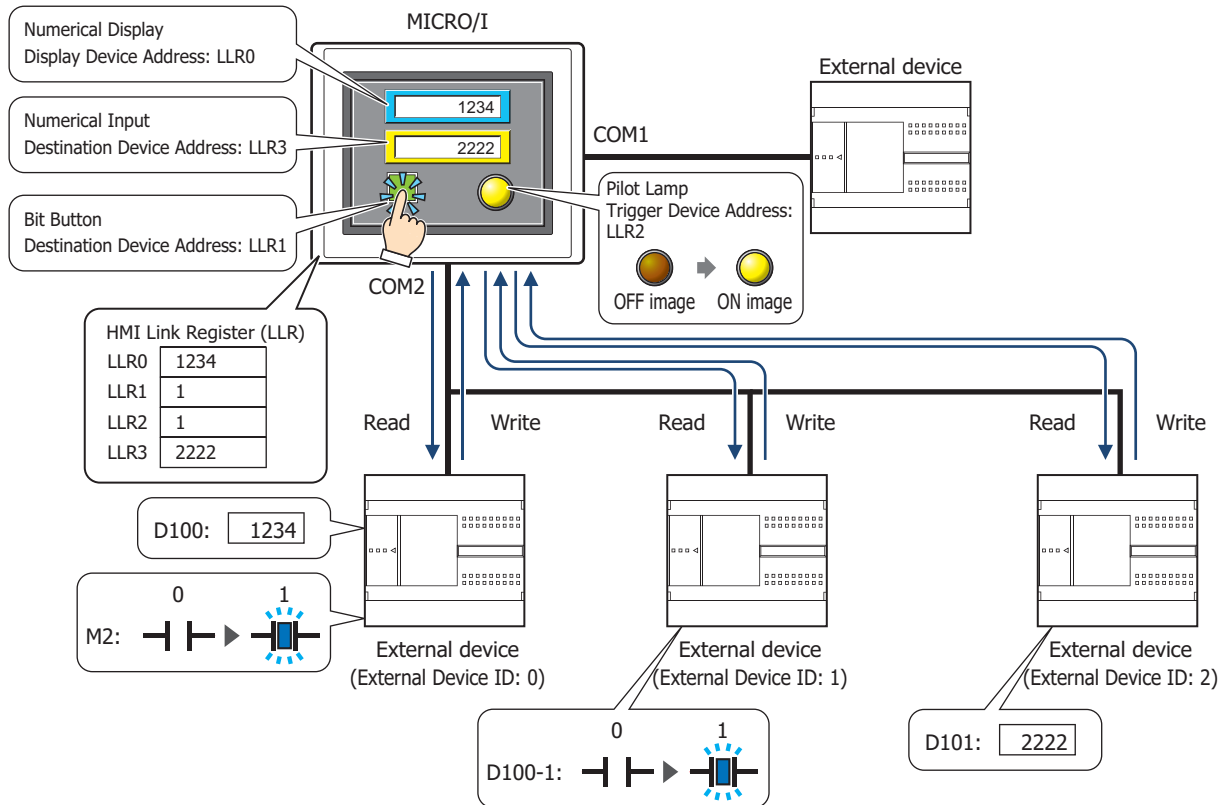 MICRO/I
Numerical Display
Display Device Address: LLR0
1234
Numerical Input
Destination Device Address: LLR3
2222
Bit Button
Destination Device Address: LLR1
External device
COM1
Pilot Lamp
Trigger Device Address:
LLR2
OFF image
ON image
COM2
HMI Link Register (LLR)
LLR0 1234
LLR1 1
LLR2 1
LLR3 2222
Read
Write
Read
Write
Read
Write
D100: 1234
0 1
M2:
External device
(External Device ID: 0)
External device
(External Device ID: 1)
External device
(External Device ID: 2)
0 1
D100-1:
D101: 2222